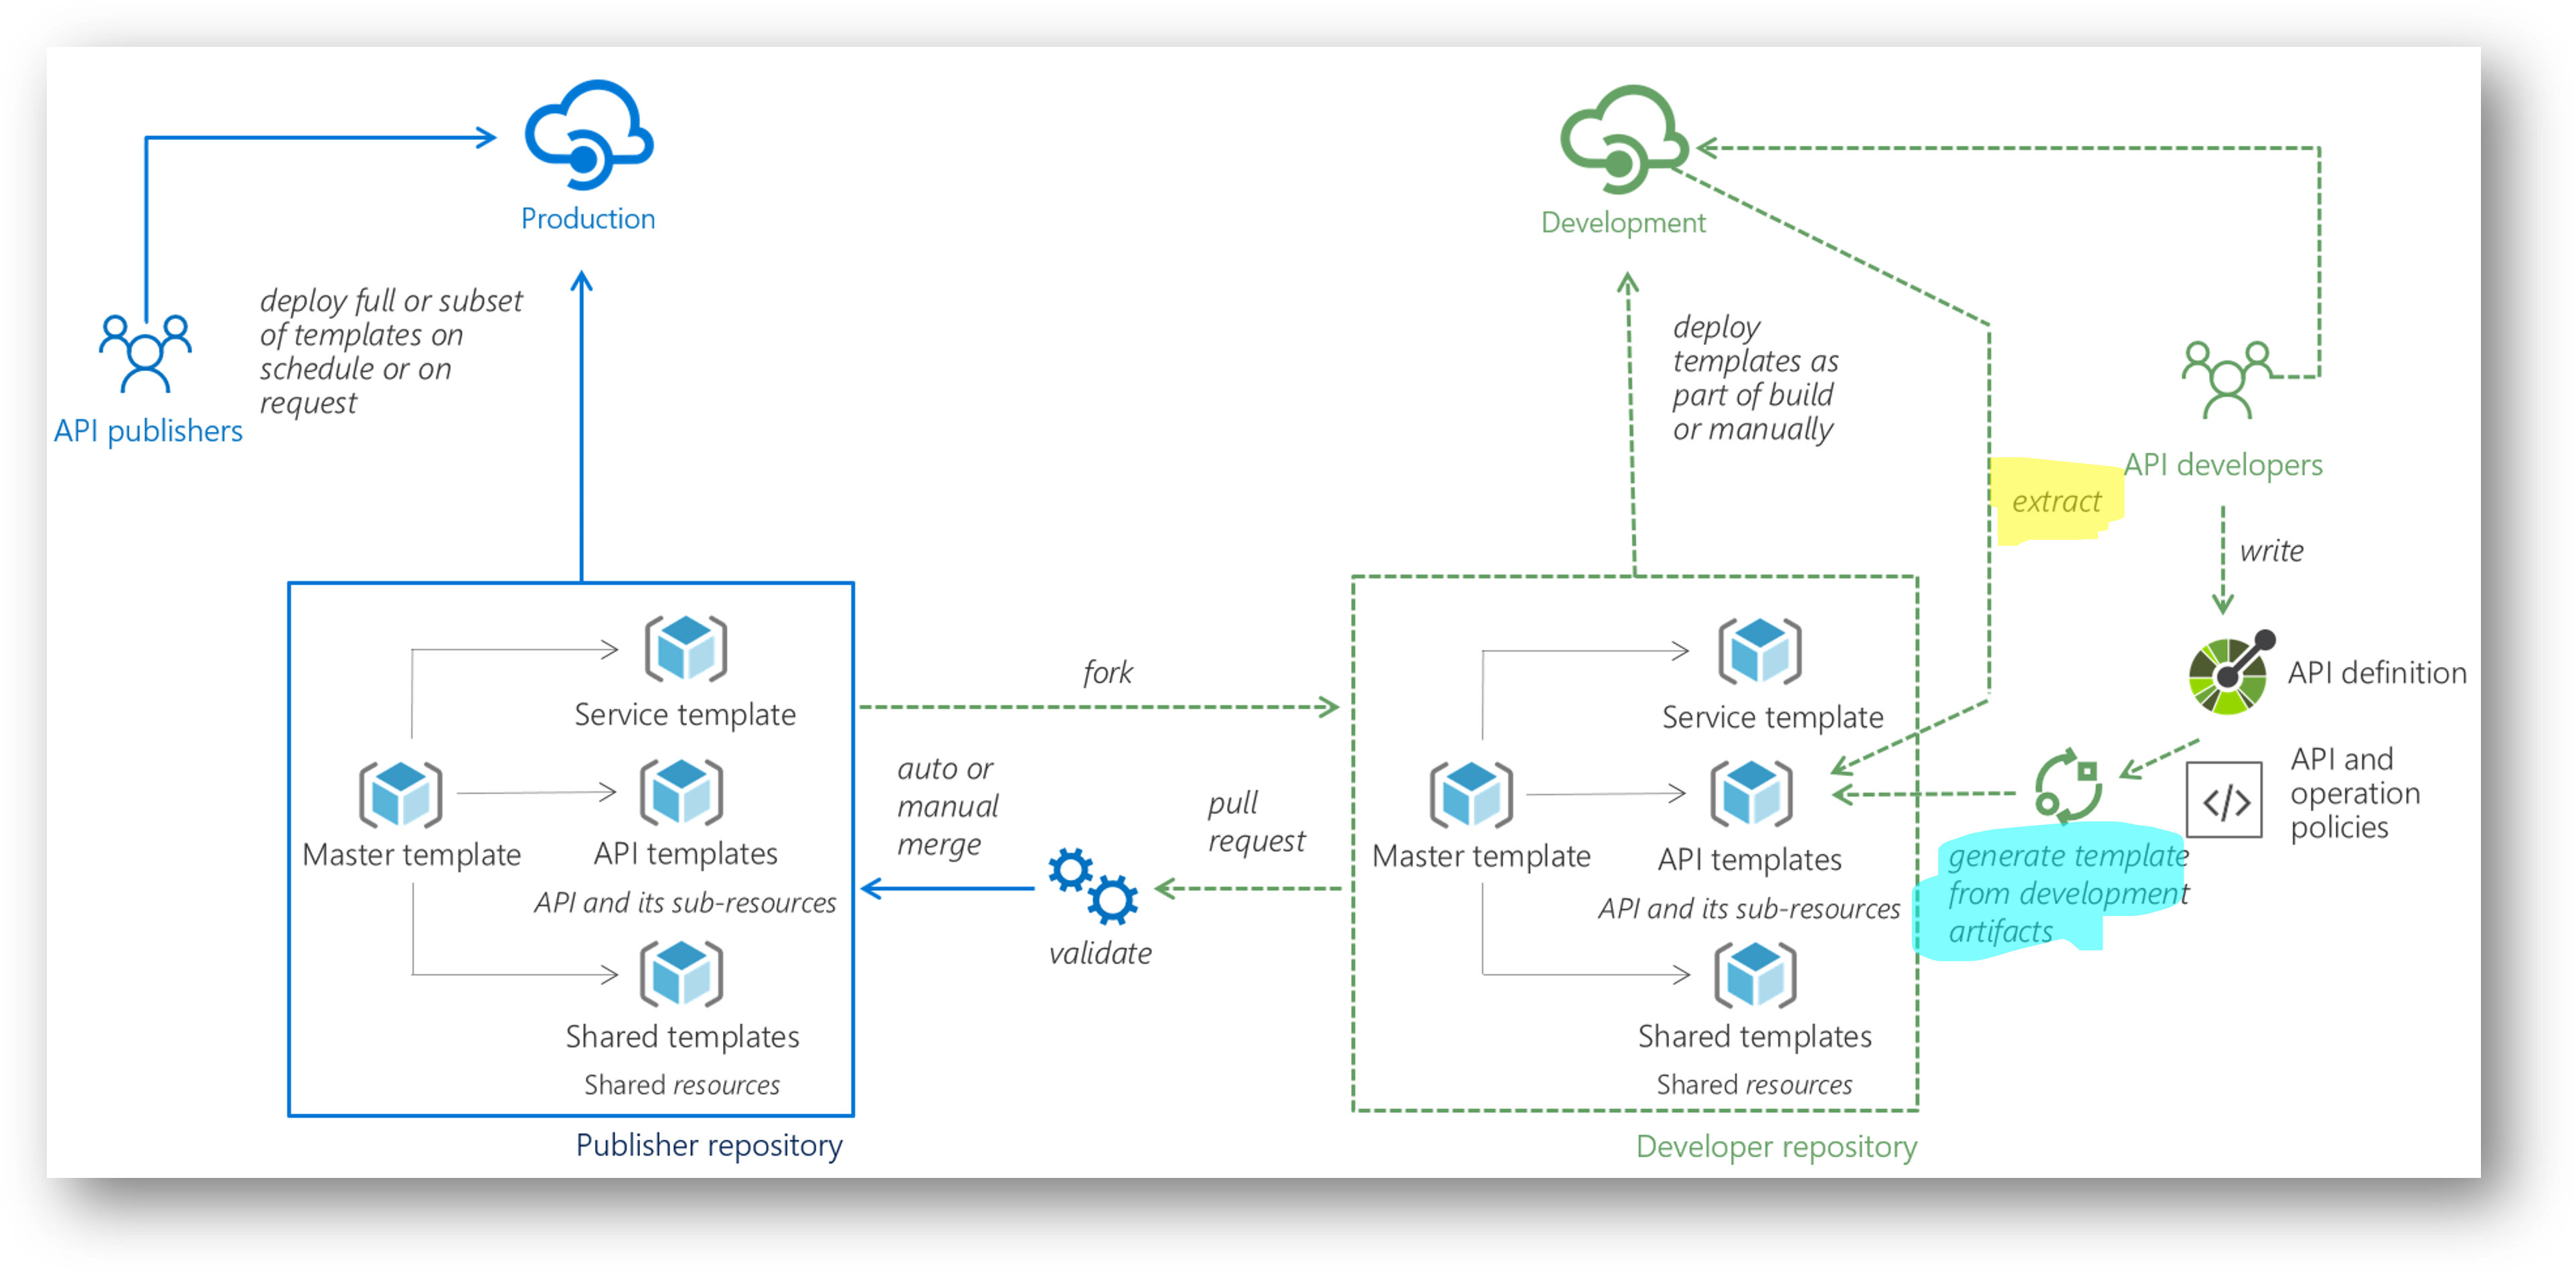 Production
Development
API publishers
deploy full or subset
of templates on
schedule or on
request
deploy
templates as
part of build
or manually
API developers
extract
write
Service template
Master template
API templates
API and its sub-resources
Shared templates
Shared resources
Publisher repository
fork
auto or
manual
merge
pull
request
validate
Service template
Master template
API templates
API and its sub-resources
Shared templates
Shared resources
Developer repository
API definition
API and
operation
policies
generate template
from development
artifacts